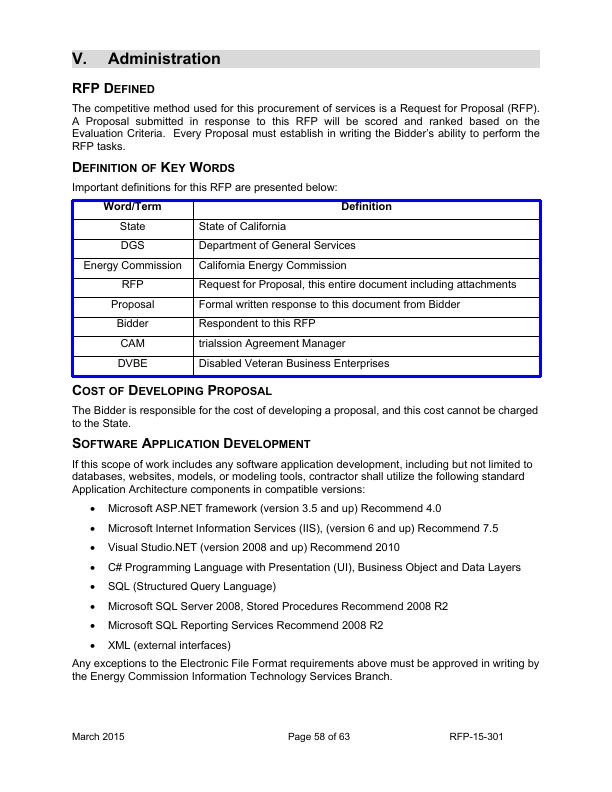 V. Administration
RFP DEFINED
The competitive method used for this procurement of services is a Request for Proposal (RFP).
A Proposal submitted in response to this RFP will be scored and ranked based on the
Evaluation Criteria. Every Proposal must establish in writing the Bidder's ability to perform the
RFP tasks.
DEFINITION OF KEY WORDS
Important definitions for this RFP are presented below:
Word/Term Definition
State State of California
DGS Department of General Services
Energy Commission California Energy Commission
RFP Request for Proposal, this entire document including attachments
Proposal Formal written response to this document from Bidder
Bidder Respondent to this RFP
CAM trialssion Agreement Manager
DVBE Disabled Veteran Business Enterprises
COST OF DEVELOPING PROPOSAL
The Bidder is responsible for the cost of developing a proposal, and this cost cannot be charged
to the State.
SOFTWARE APPLICATION DEVELOPMENT
If this scope of work includes any software application development, including but not limited to
databases, websites, models, or modeling tools, contractor shall utilize the following standard
Application Architecture components in compatible versions:
• Microsoft ASP.NET framework (version 3.5 and up) Recommend 4.0
• Microsoft Internet Information Services (IIS), (version 6 and up) Recommend 7.5
• Visual Studio.NET (version 2008 and up) Recommend 2010
• C# Programming Language with Presentation (UI), Business Object and Data Layers
• SQL (Structured Query Language)
• Microsoft SQL Server 2008, Stored Procedures Recommend 2008 R2
• Microsoft SQL Reporting Services Recommend 2008 R2
• XML (external interfaces)
Any exceptions to the Electronic File Format requirements above must be approved in writing by
the Energy Commission Information Technology Services Branch.
March 2015 Page 58 of 63 RFP-15-301